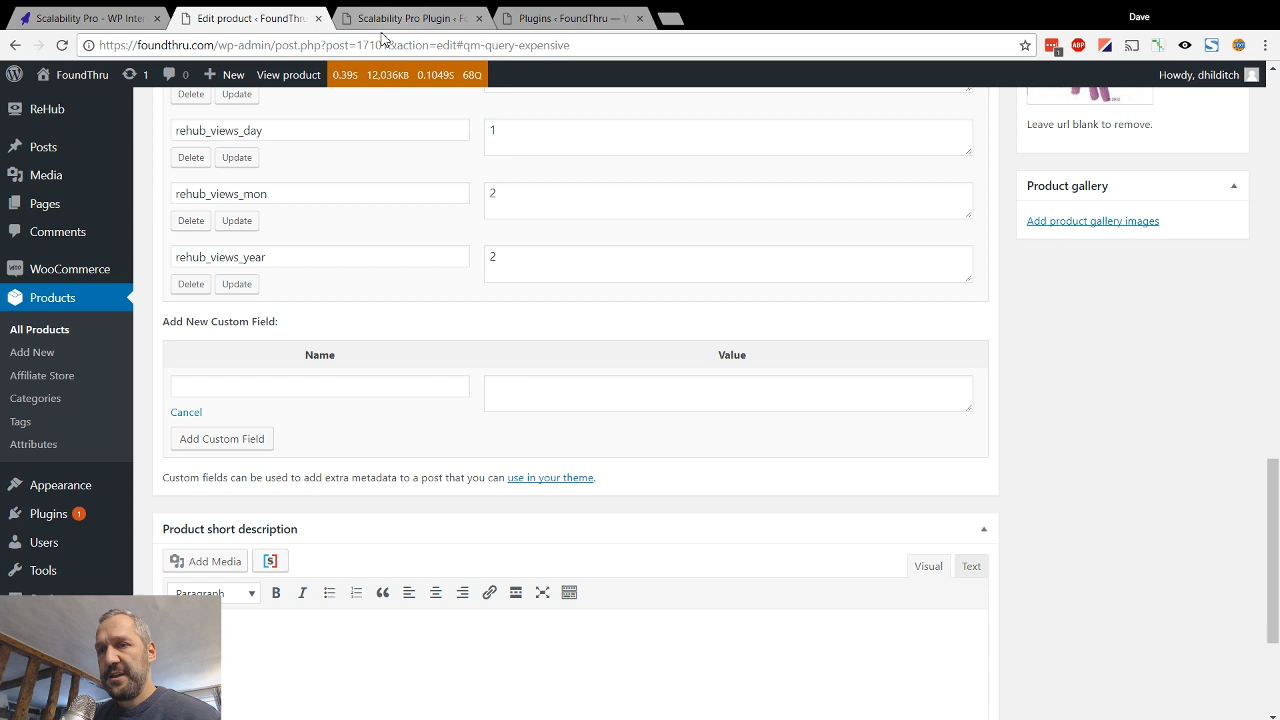 Scalability Pro - WP Inter
Edit product ‹ FoundThru
Scalability Pro Plugin ‹ F
Plugins ‹ FoundThru — W
Dave
https://foundthru.com/wp-admin/post.php?post=1710 &action=edit#qm-query-expensive
1
FoundThru
1
0
New
View product
0.39S 12,036KB 0.1049S 68Q
Howdy, dhilditch
ReHub
Posts
Media
Pages
Comments
WooCommerce
Products
All Products
Add New
Affiliate Store
Categories
Tags
Attributes
Appearance
Plugins 1
Users
Tools
Delete Update
rehub_views_day 1
Delete Update
rehub_views_mon 2
Delete Update
rehub_views_year 2
Delete Update
Add New Custom Field:
Name Value
Cancel
Add Custom Field
Custom fields can be used to add extra metadata to a post that you can use in your theme.
Product short description
Add Media [S]
Visual Text
Paragraph
Leave url blank to remove.
Product gallery
Add product gallery images